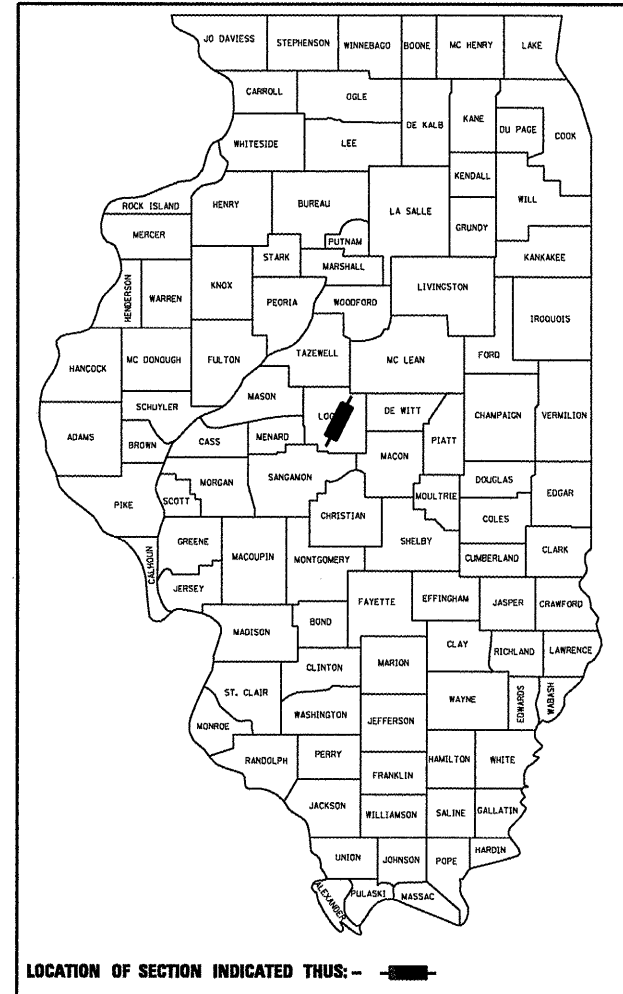 JO DAVIESS
STEPHENSON
WINNEBAGO
BOONE
MC HENRY
LAKE
CARROLL
OGLE
DE KALB
KANE
DU PAGE
COOK
WHITESIDE
LEE
KENDALL
WILL
ROCK ISLAND
HENRY
BUREAU
LA SALLE
GRUNDY
MERCER
PUTNAM
KANKAKEE
STARK
MARSHALL
HENDERSON
WARREN
KNOX
PEORIA
WOODFORD
LIVINGSTON
IROQUOIS
TAZEWELL
MC LEAN
FORD
HANCOCK
MC DONOUGH
FULTON
MASON
SCHUYLER
LOG
DE WITT
CHAMPAIGN
VERMILION
ADAMS
BROWN
CASS
MENARD
PIATT
MACON
MORGAN
SANGAMON
DOUGLAS
EDGAR
PIKE
SCOTT
MOULTRIE
COLES
CHRISTIAN
GREENE
MACOUPIN
SHELBY
CLARK
CALHOUN
MONTGOMERY
CUMBERLAND
JERSEY
FAYETTE
EFFINGHAM
JASPER
CRAWFORD
MADISON
BOND
CLAY
RICHLAND
LAWRENCE
CLINTON
MARION
ST. CLAIR
WAYNE
EDWARDS
WABASH
WASHINGTON
JEFFERSON
MONROE
RANDOLPH
PERRY
HAMILTON
WHITE
FRANKLIN
JACKSON
WILLIAMSON
SALINE
GALLATIN
UNION
JOHNSON
POPE
HARDIN
ALEXANDER
PULASKI
MASSAC
LOCATION OF SECTION INDICATED THUS: –